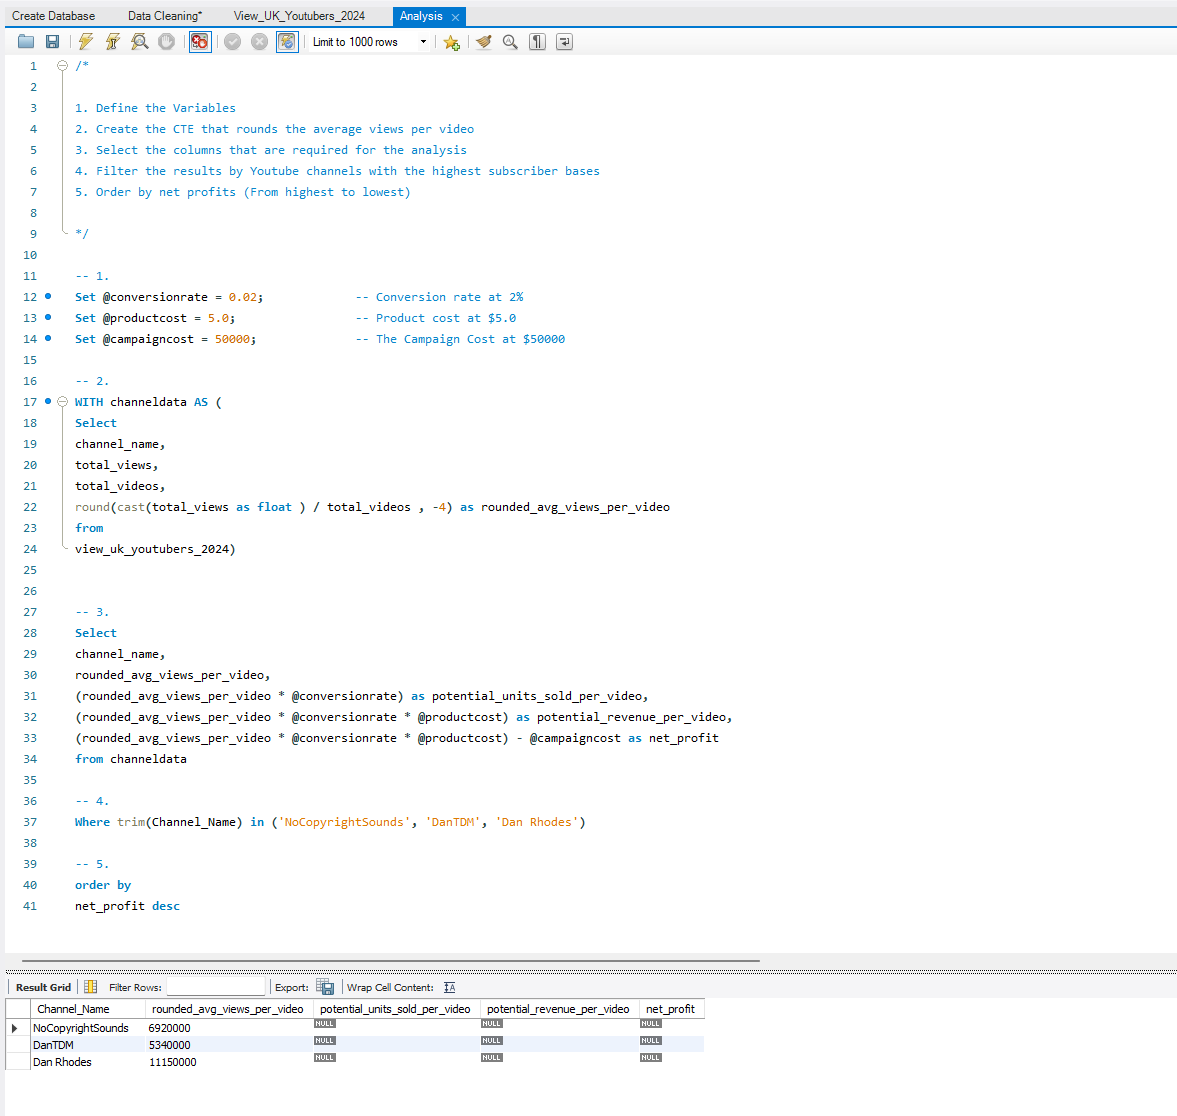 Create Database Data Cleaning* View_UK_Youtubers_2024 Analysis
Limit to 1000 rows
1 /*
2
3 1. Define the Variables
4 2. Create the CTE that rounds the average views per video
5 3. Select the columns that are required for the analysis
6 4. Filter the results by Youtube channels with the highest subscriber bases
7 5. Order by net profits (From highest to lowest)
8
9 */
10
11 -- 1.
12 Set @conversionrate = 0.02; -- Conversion rate at 2%
13 Set @productcost = 5.0; -- Product cost at $5.0
14 Set @campaigncost = 50000; -- The Campaign Cost at $50000
15
16 -- 2.
17 WITH channeldata AS (
18 Select
19 channel_name,
20 total_views,
21 total_videos,
22 round(cast(total_views as float ) / total_videos , -4) as rounded_avg_views_per_video
23 from
24 view_uk_youtubers_2024)
25
26
27 -- 3.
28 Select
29 channel_name,
30 rounded_avg_views_per_video,
31 (rounded_avg_views_per_video * @conversionrate) as potential_units_sold_per_video,
32 (rounded_avg_views_per_video * @conversionrate * @productcost) as potential_revenue_per_video,
33 (rounded_avg_views_per_video * @conversionrate * @productcost) - @campaigncost as net_profit
34 from channeldata
35
36 -- 4.
37 Where trim(Channel_Name) in ('NoCopyrightSounds', 'DanTDM', 'Dan Rhodes')
38
39 -- 5.
40 order by
41 net_profit desc
Result Grid Filter Rows: Export: Wrap Cell Content:
Channel_Name rounded_avg_views_per_video potential_units_sold_per_video potential_revenue_per_video net_profit
NoCopyrightSounds 6920000 NULL NULL NULL
DanTDM 5340000 NULL NULL NULL
Dan Rhodes 11150000 NULL NULL NULL